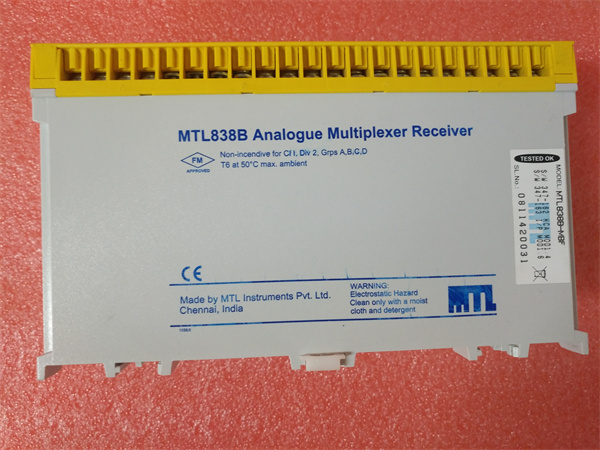 MTL838B Analogue Multiplexer Receiver
FM
APPROVED
Non-incendive for Cl I, Div 2, Grps A,B,C,D
T6 at 50°C max. ambient
CE
Made by MTL Instruments Pvt. Ltd.
Chennai, India
WARNING:
Electrostatic Hazard
Clean only with a moist
cloth and detergent
MTL
TESTED OK
MODEL: MTL838B-MBF
SL.No.: 0811420031